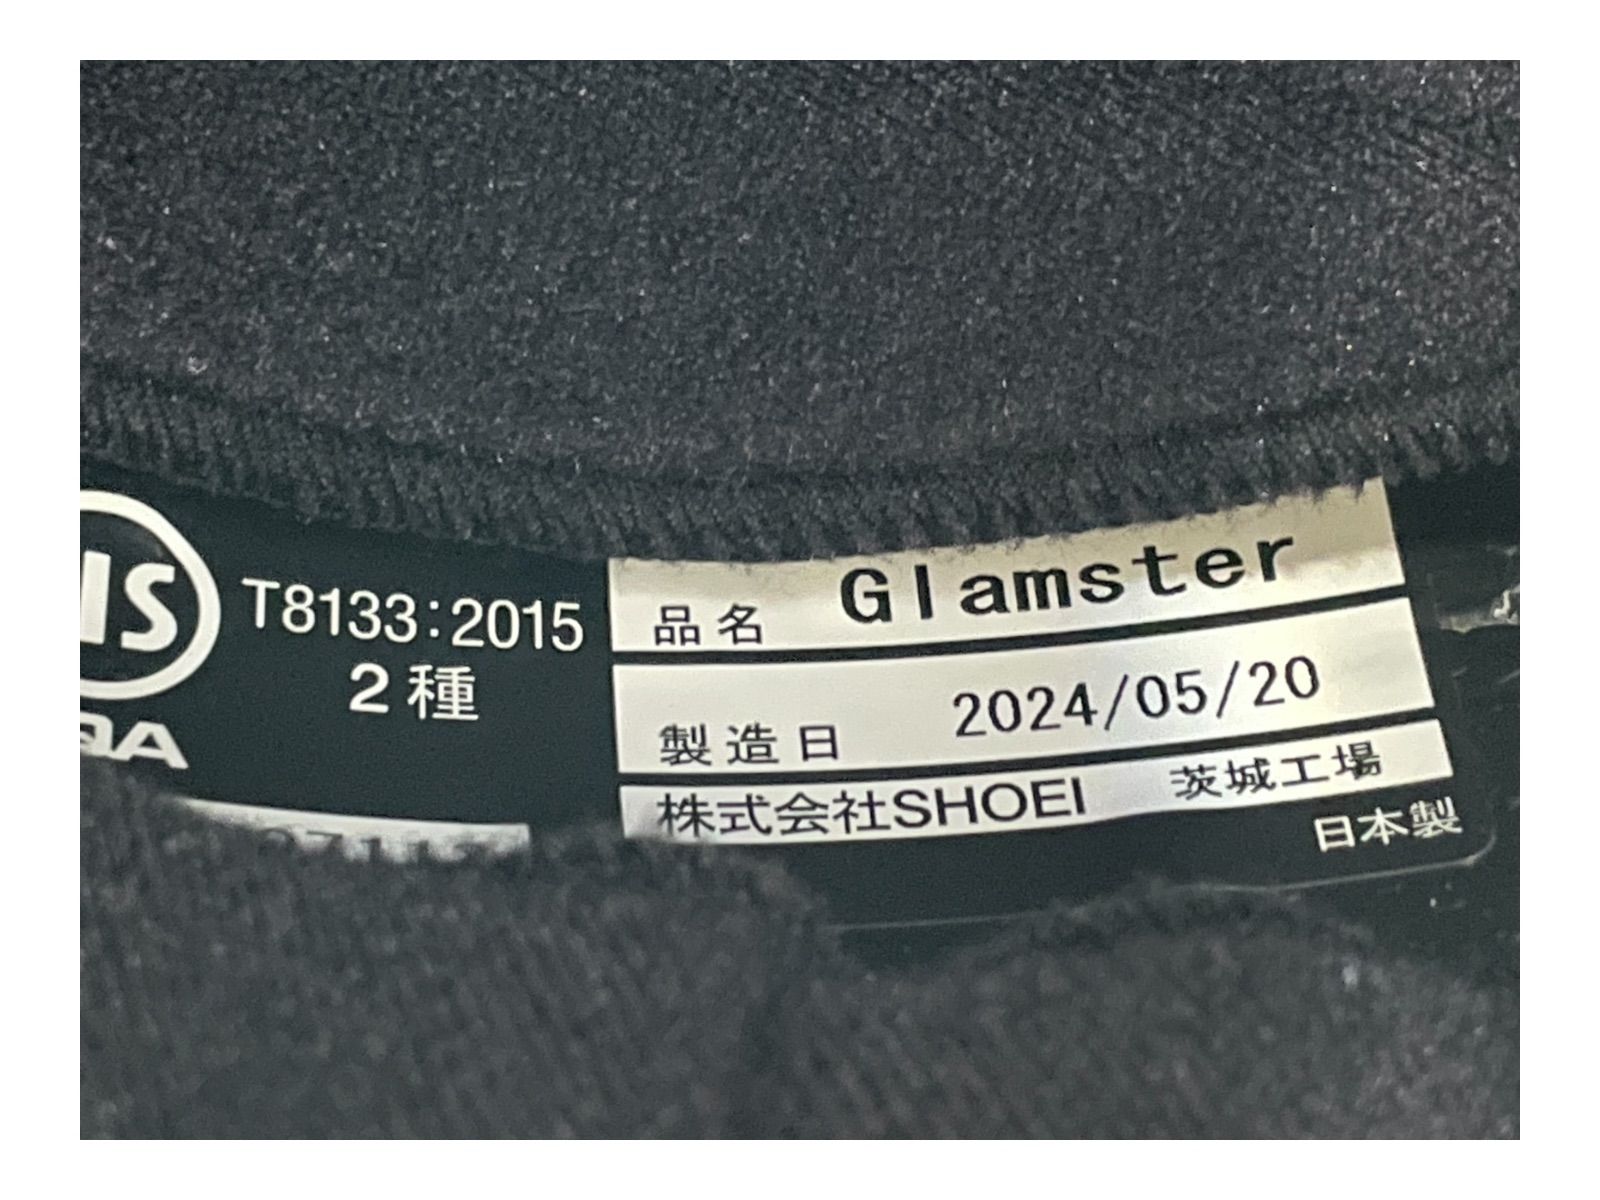 T8133:2015
2種
品名 Glamster
製造日 2024/05/20
株式会社SHOEI 茨城工場
日本製